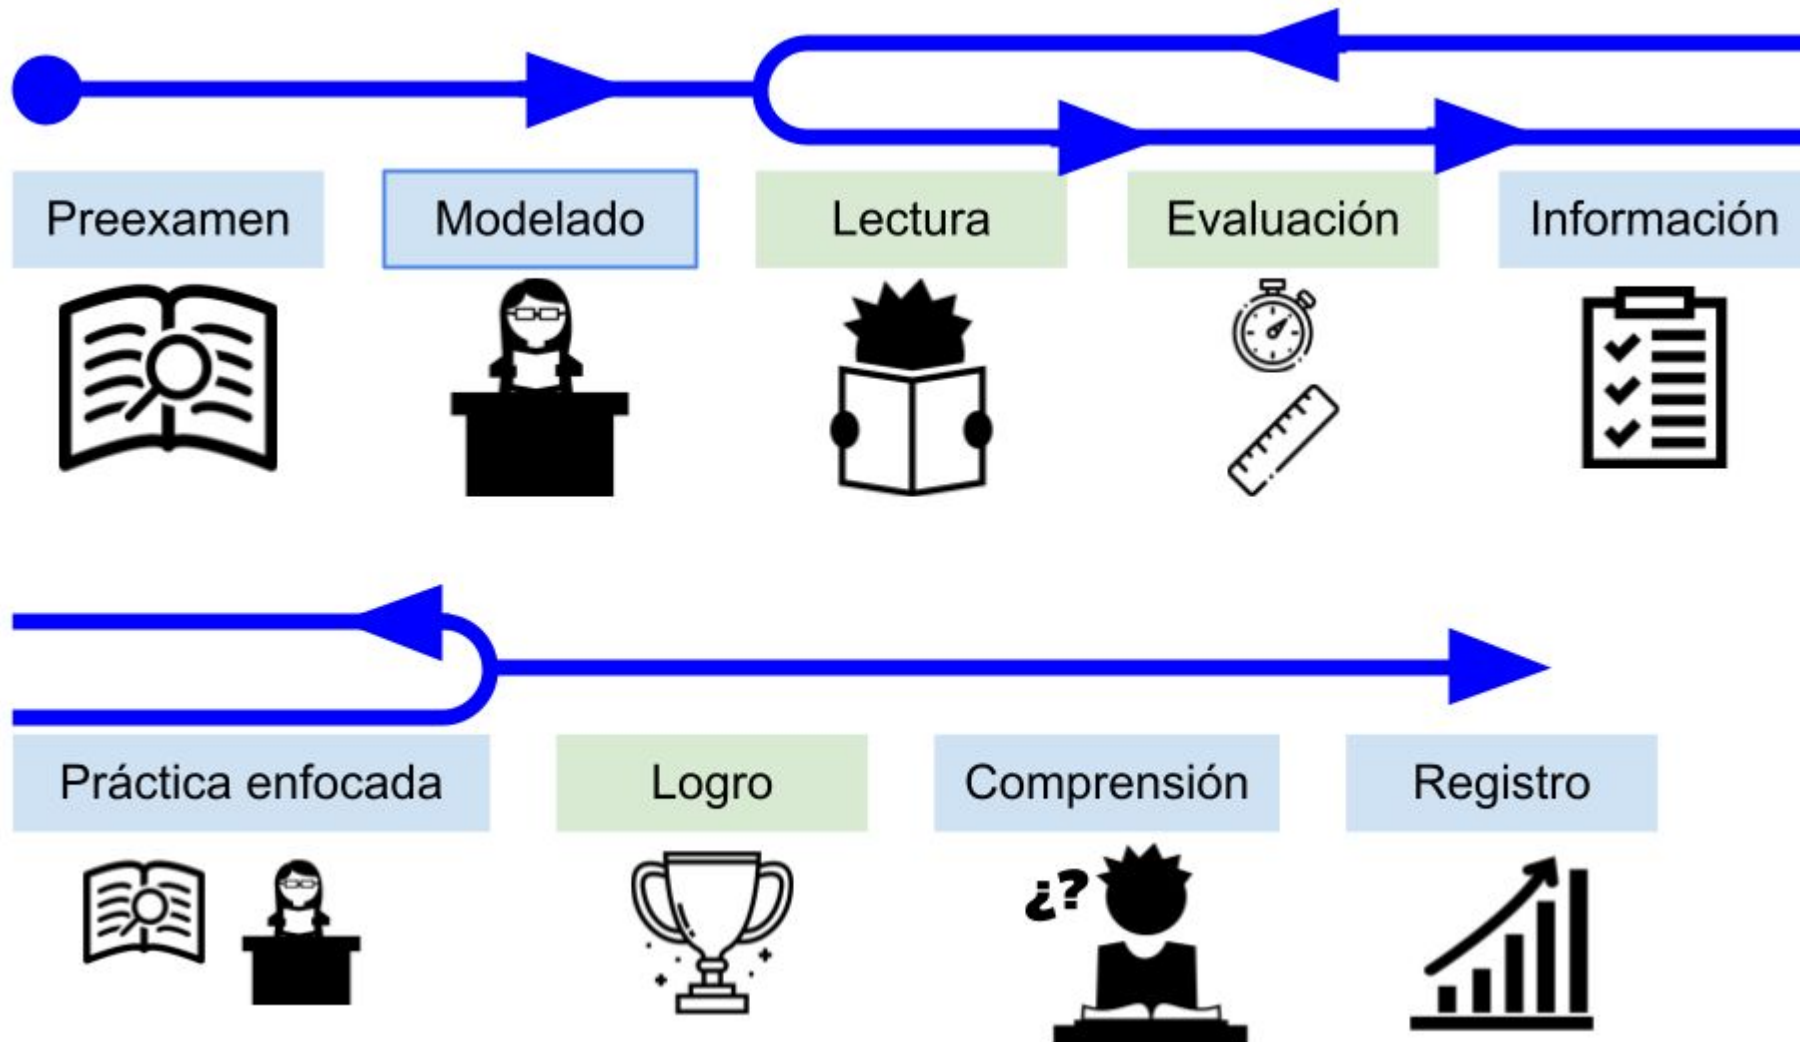 Preexamen
Modelado
Lectura
Evaluación
Información
Práctica enfocada
Logro
Comprensión
Registro
¿?